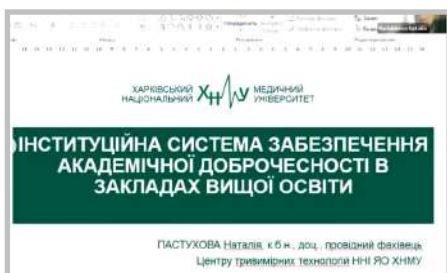 ХАРКІВСЬКИЙ НАЦІОНАЛЬНИЙ ХНМУ МЕДИЧНИЙ УНІВЕРСИТЕТ
ІНСТИТУЦІЙНА СИСТЕМА ЗАБЕЗПЕЧЕННЯ
АКАДЕМІЧНОЇ ДОБРОЧЕСНОСТІ В
ЗАКЛАДАХ ВИЩОЇ ОСВІТИ
ПАСТУХОВА Наталія, к.б.н., доц., провідний фахівець
Центру тривимірних технологій ННІ ЯО ХНМУ